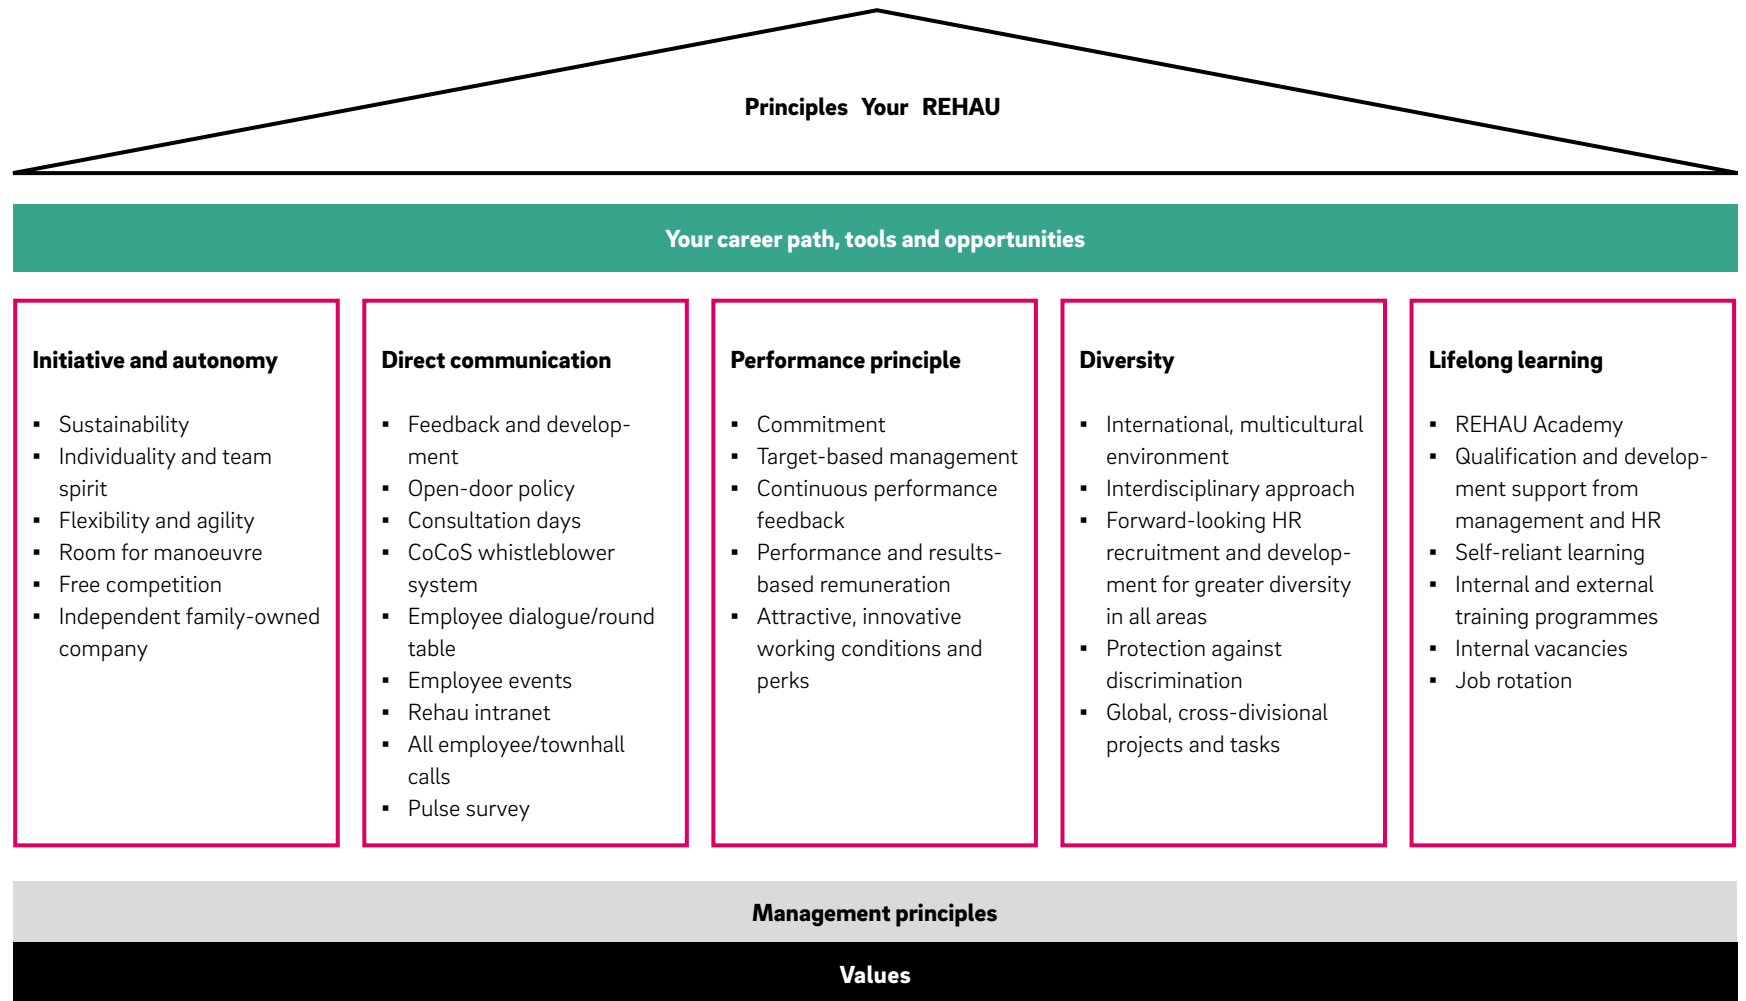 Principles Your REHAU
Your career path, tools and opportunities
Initiative and autonomy
▪ Sustainability
▪ Individuality and team
spirit
▪ Flexibility and agility
▪ Room for manoeuvre
▪ Free competition
▪ Independent family-owned
company
Direct communication
▪ Feedback and develop-
ment
▪ Open-door policy
▪ Consultation days
▪ CoCoS whistleblower
system
▪ Employee dialogue/round
table
▪ Employee events
▪ Rehau intranet
▪ All employee/townhall
calls
▪ Pulse survey
Performance principle
▪ Commitment
▪ Target-based management
▪ Continuous performance
feedback
▪ Performance and results-
based remuneration
▪ Attractive, innovative
working conditions and
perks
Diversity
▪ International, multicultural
environment
▪ Interdisciplinary approach
▪ Forward-looking HR
recruitment and develop-
ment for greater diversity
in all areas
▪ Protection against
discrimination
▪ Global, cross-divisional
projects and tasks
Lifelong learning
▪ REHAU Academy
▪ Qualification and develop-
ment support from
management and HR
▪ Self-reliant learning
▪ Internal and external
training programmes
▪ Internal vacancies
▪ Job rotation
Management principles
Values